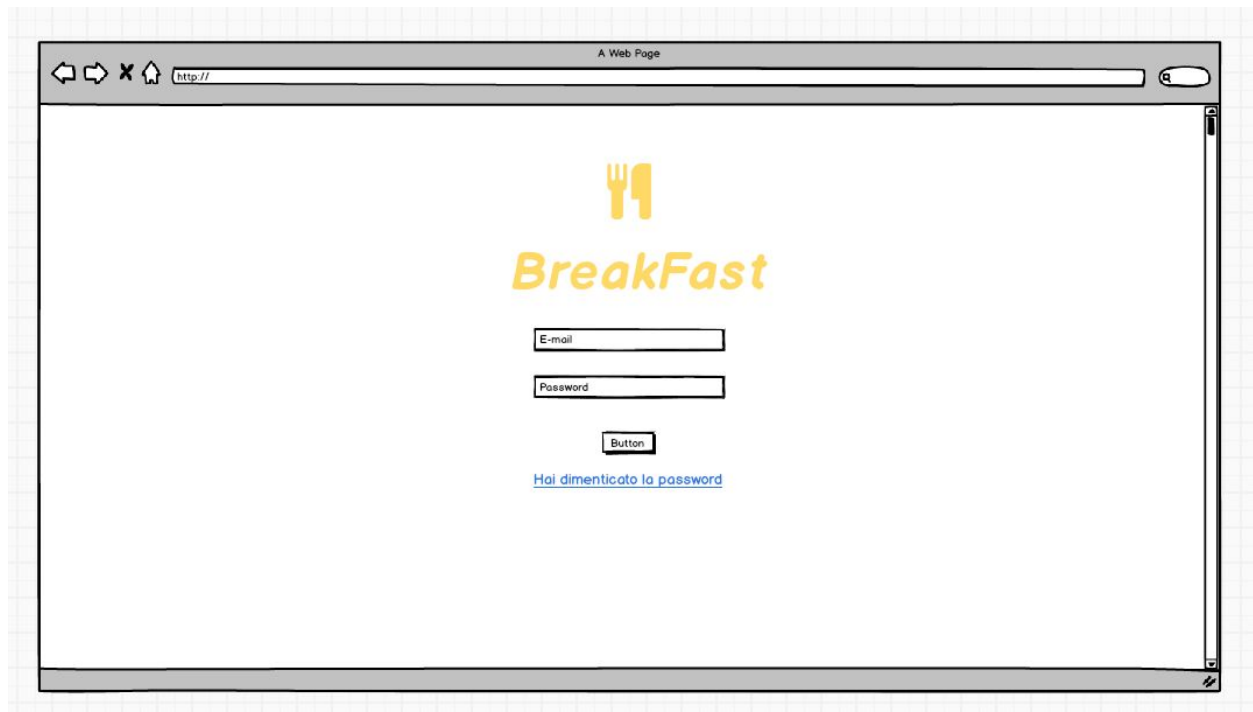 A Web Page
http://
BreakFast
E-mail
Password
Button
Hai dimenticato la password